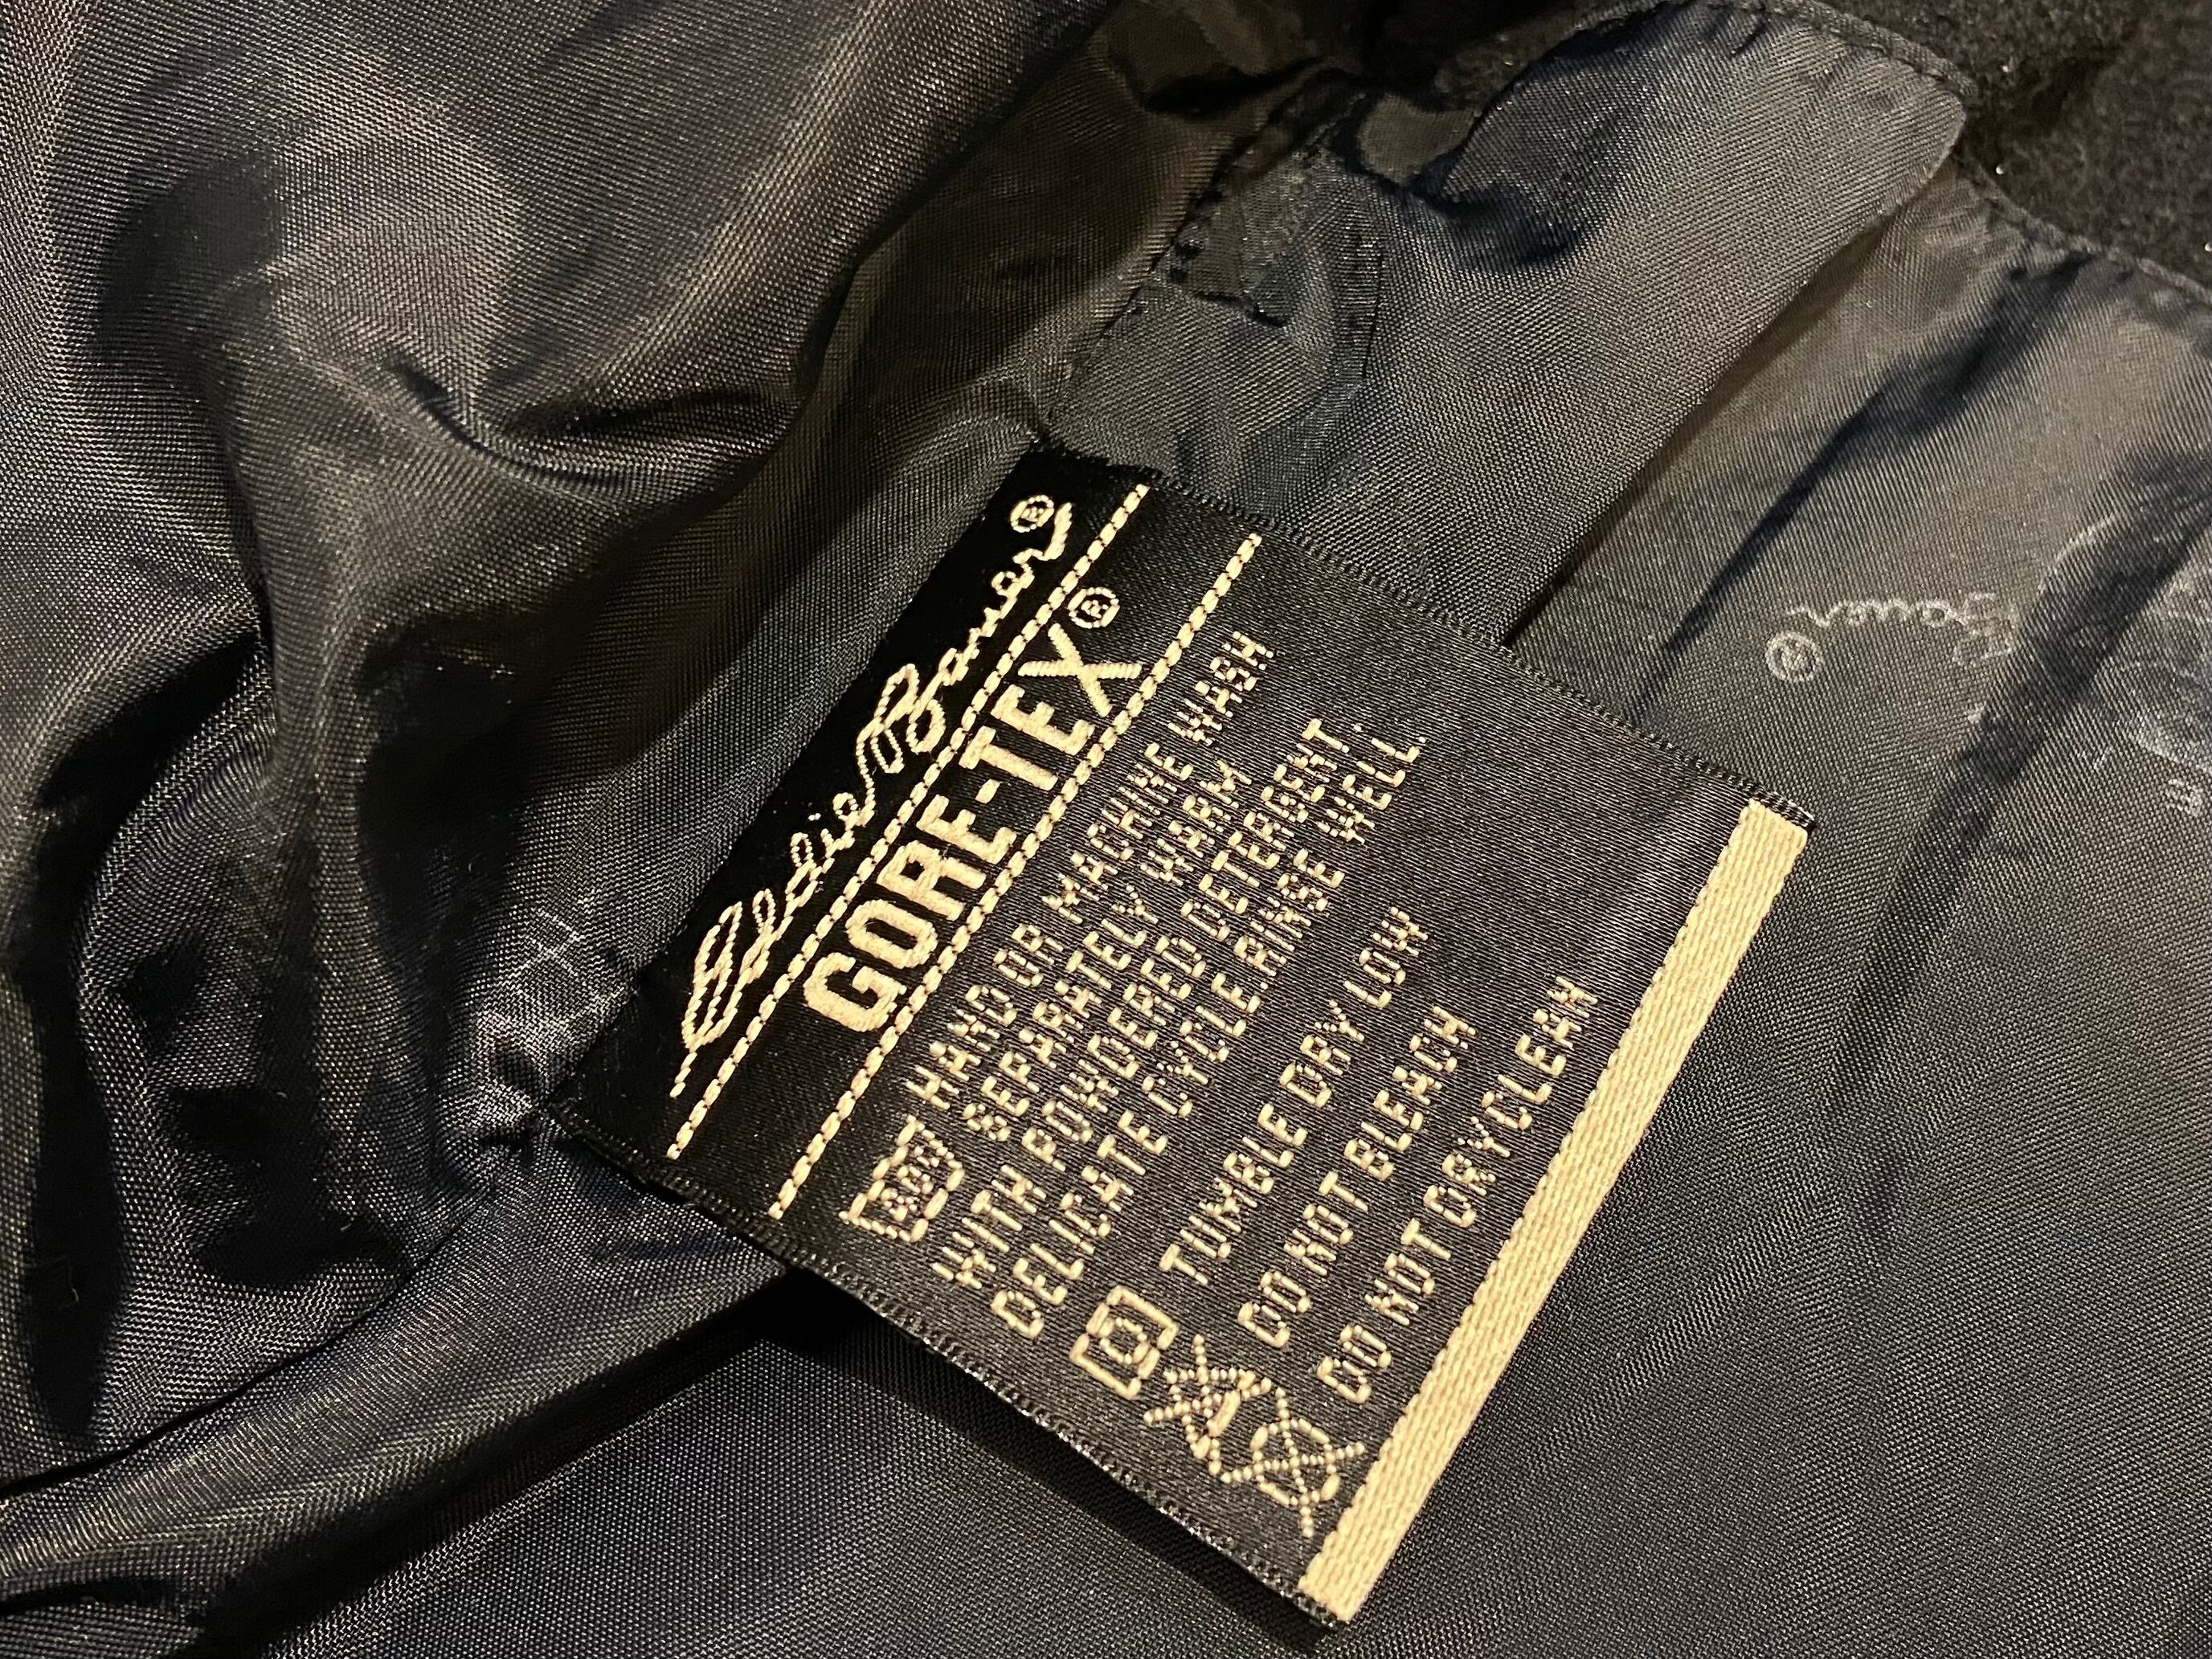 Eddie Bauer®
GORE-TEX®
HAND OR MACHINE WASH
SEPARATELY WARM
WITH POWDERED DETERGENT.
DELICATE CYCLE.RINSE WELL.
TUMBLE DRY LOW
DO NOT BLEACH
DO NOT DRYCLEAN
Bauer®